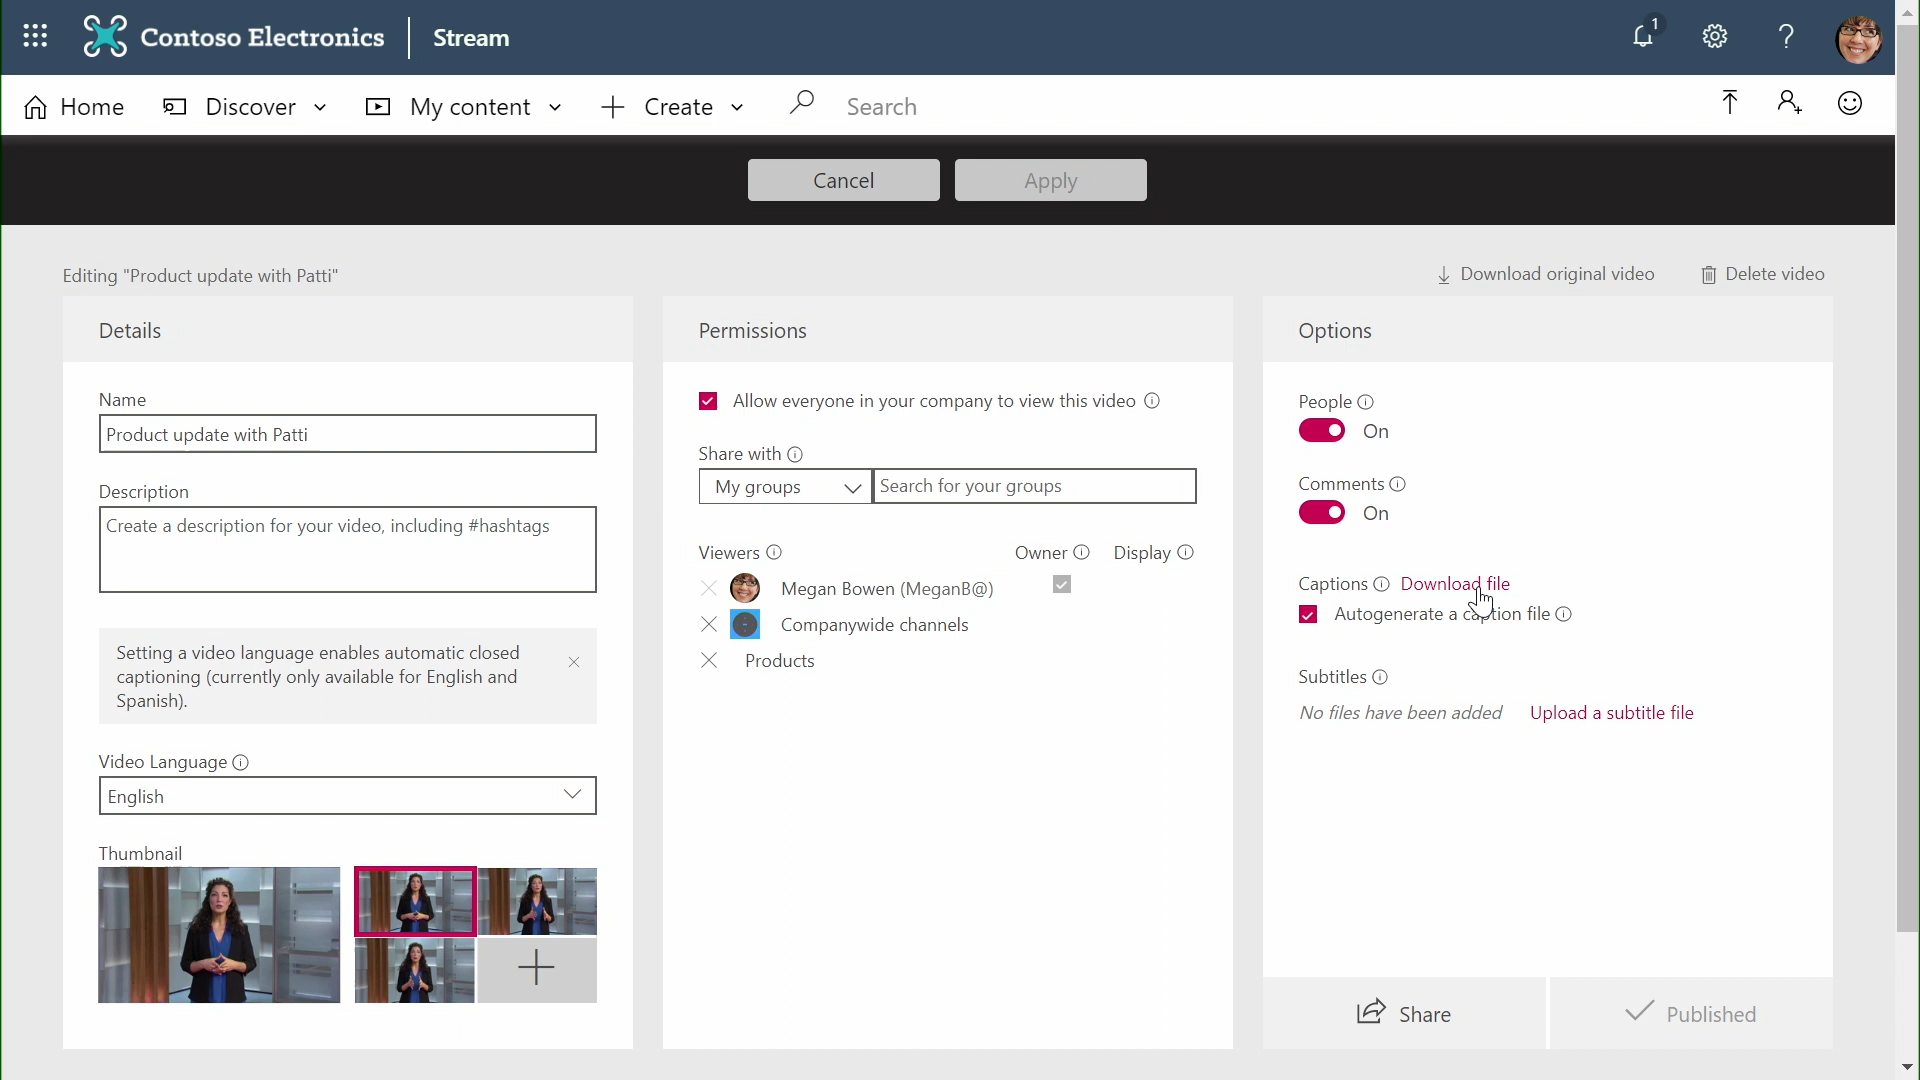 Contoso Electronics
Stream
1
?
Home
Discover
My content
Create
Search
Cancel
Apply
Editing "Product update with Patti"
Download original video
Delete video
Details
Name
Product update with Patti
Description
Create a description for your video, including #hashtags
Setting a video language enables automatic closed
captioning (currently only available for English and
Spanish).
Video Language
English
Thumbnail
Permissions
Allow everyone in your company to view this video
Share with
My groups
Search for your groups
Viewers
Owner
Display
Megan Bowen (MeganB@)
Companywide channels
Products
Options
People
On
Comments
On
Captions
Download file
Autogenerate a caption file
Subtitles
No files have been added
Upload a subtitle file
Share
Published